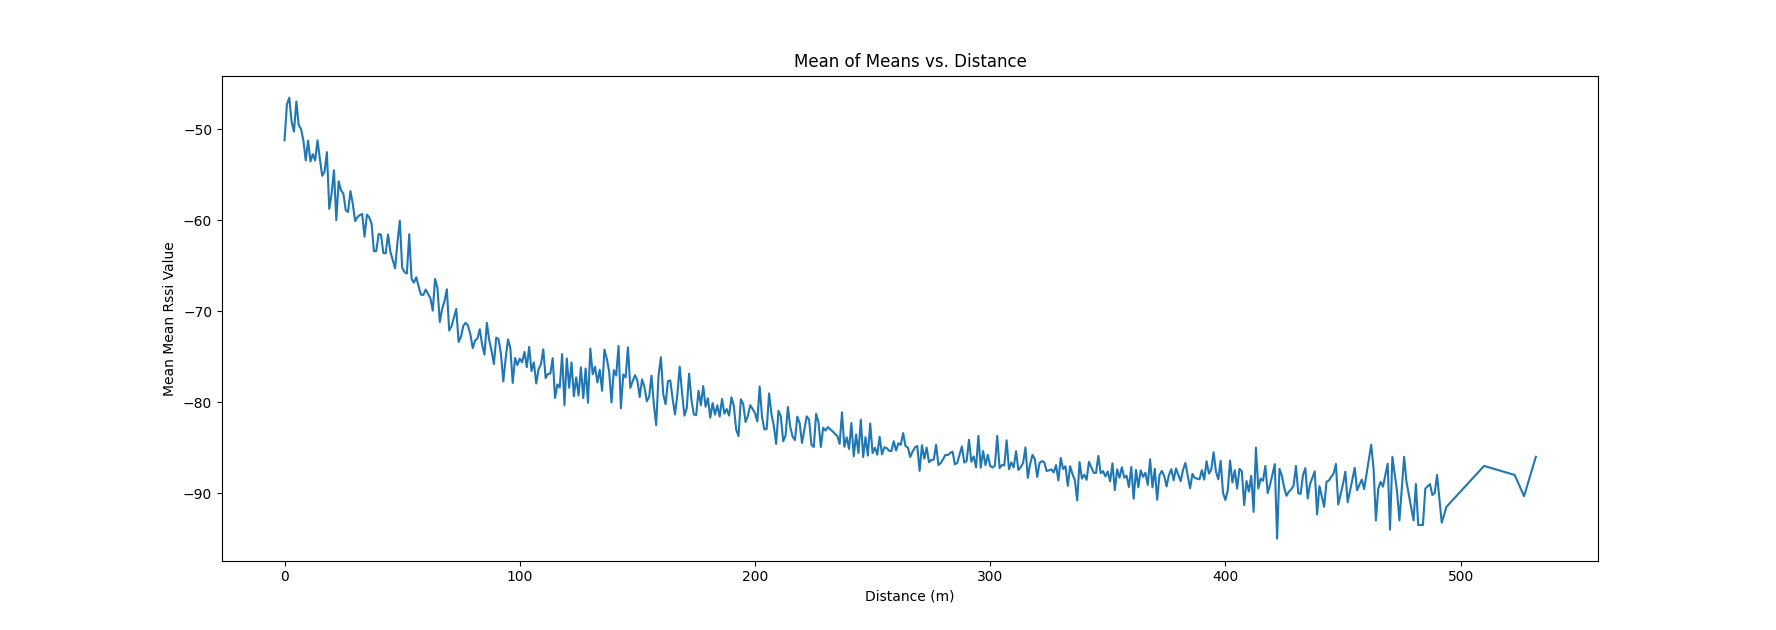 Mean of Means vs. Distance
Mean Mean Rssi Value
−50
−60
−70
−80
−90
0 100 200 300 400 500
Distance (m)